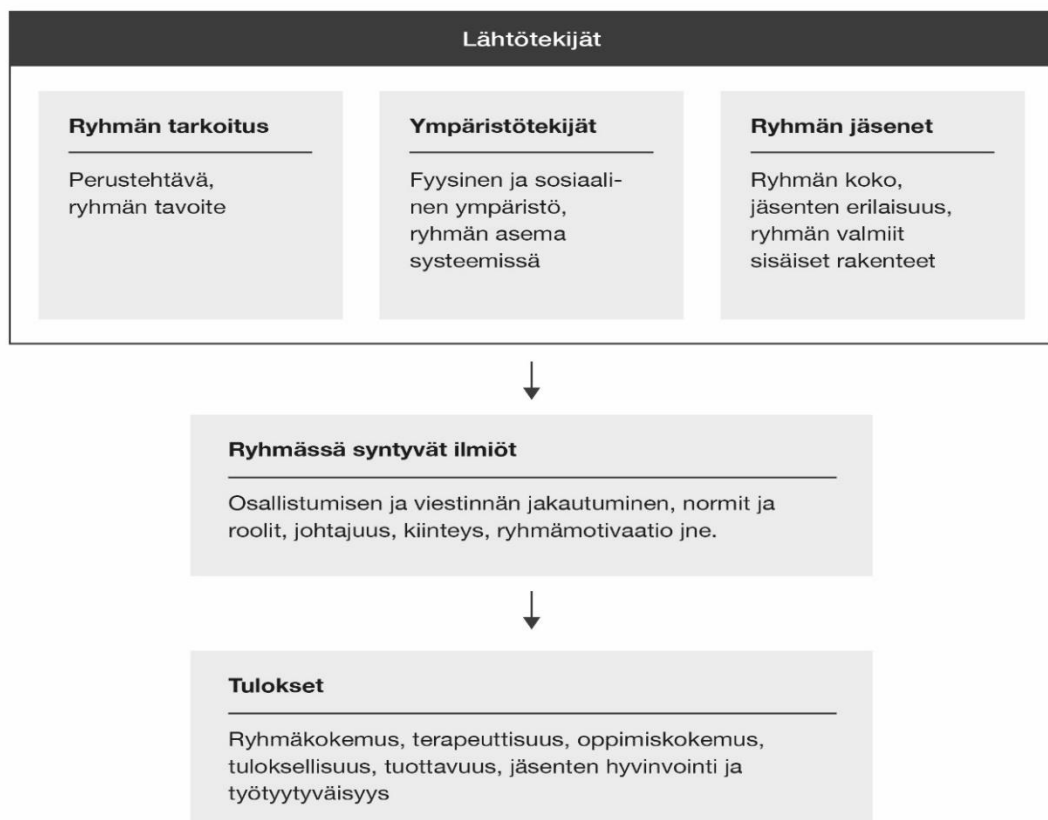 Lähtötekijät
Ryhmän tarkoitus
Perustehtävä,
ryhmän tavoite
Ympäristötekijät
Fyysinen ja sosiaali-
nen ympäristö,
ryhmän asema
systeemissä
Ryhmän jäsenet
Ryhmän koko,
jäsenten erilaisuus,
ryhmän valmiit
sisäiset rakenteet
Ryhmässä syntyvät ilmiöt
Osallistumisen ja viestinnän jakautuminen, normit ja
roolit, johtajuus, kiinteys, ryhmämotivaatio jne.
Tulokset
Ryhmäkokemus, terapeuttisuus, oppimiskokemus,
tuloksellisuus, tuottavuus, jäsenten hyvinvointi ja
työtyytyväisyys